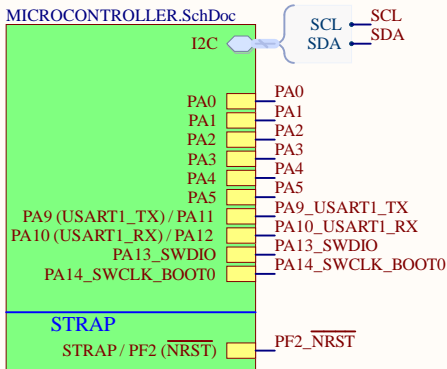 MICROCONTROLLER.SchDoc
I2C SCL SCL
SDA SDA
PA0 PA0
PA1 PA1
PA2 PA2
PA3 PA3
PA4 PA4
PA5 PA5
PA9 (USART1_TX) / PA11 PA9_USART1_TX
PA10 (USART1_RX) / PA12 PA10_USART1_RX
PA13_SWDIO PA13_SWDIO
PA14_SWCLK_BOOT0 PA14_SWCLK_BOOT0
STRAP
STRAP / PF2 (NRST) PF2_NRST